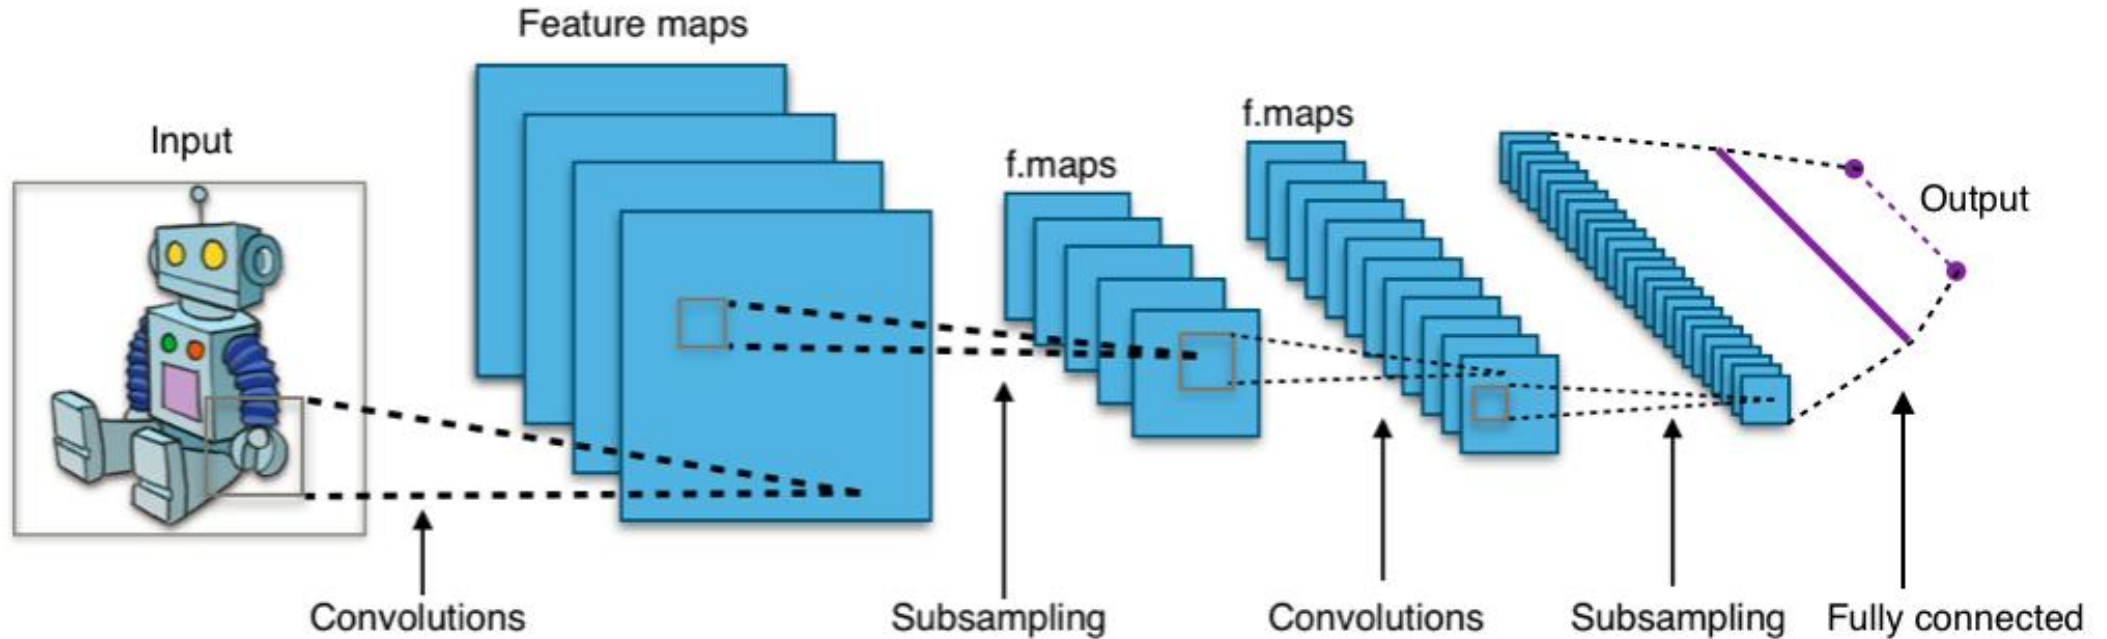 Feature maps
f.maps
Input
f.maps
Output
Convolutions
Subsampling
Convolutions
Subsampling
Fully connected